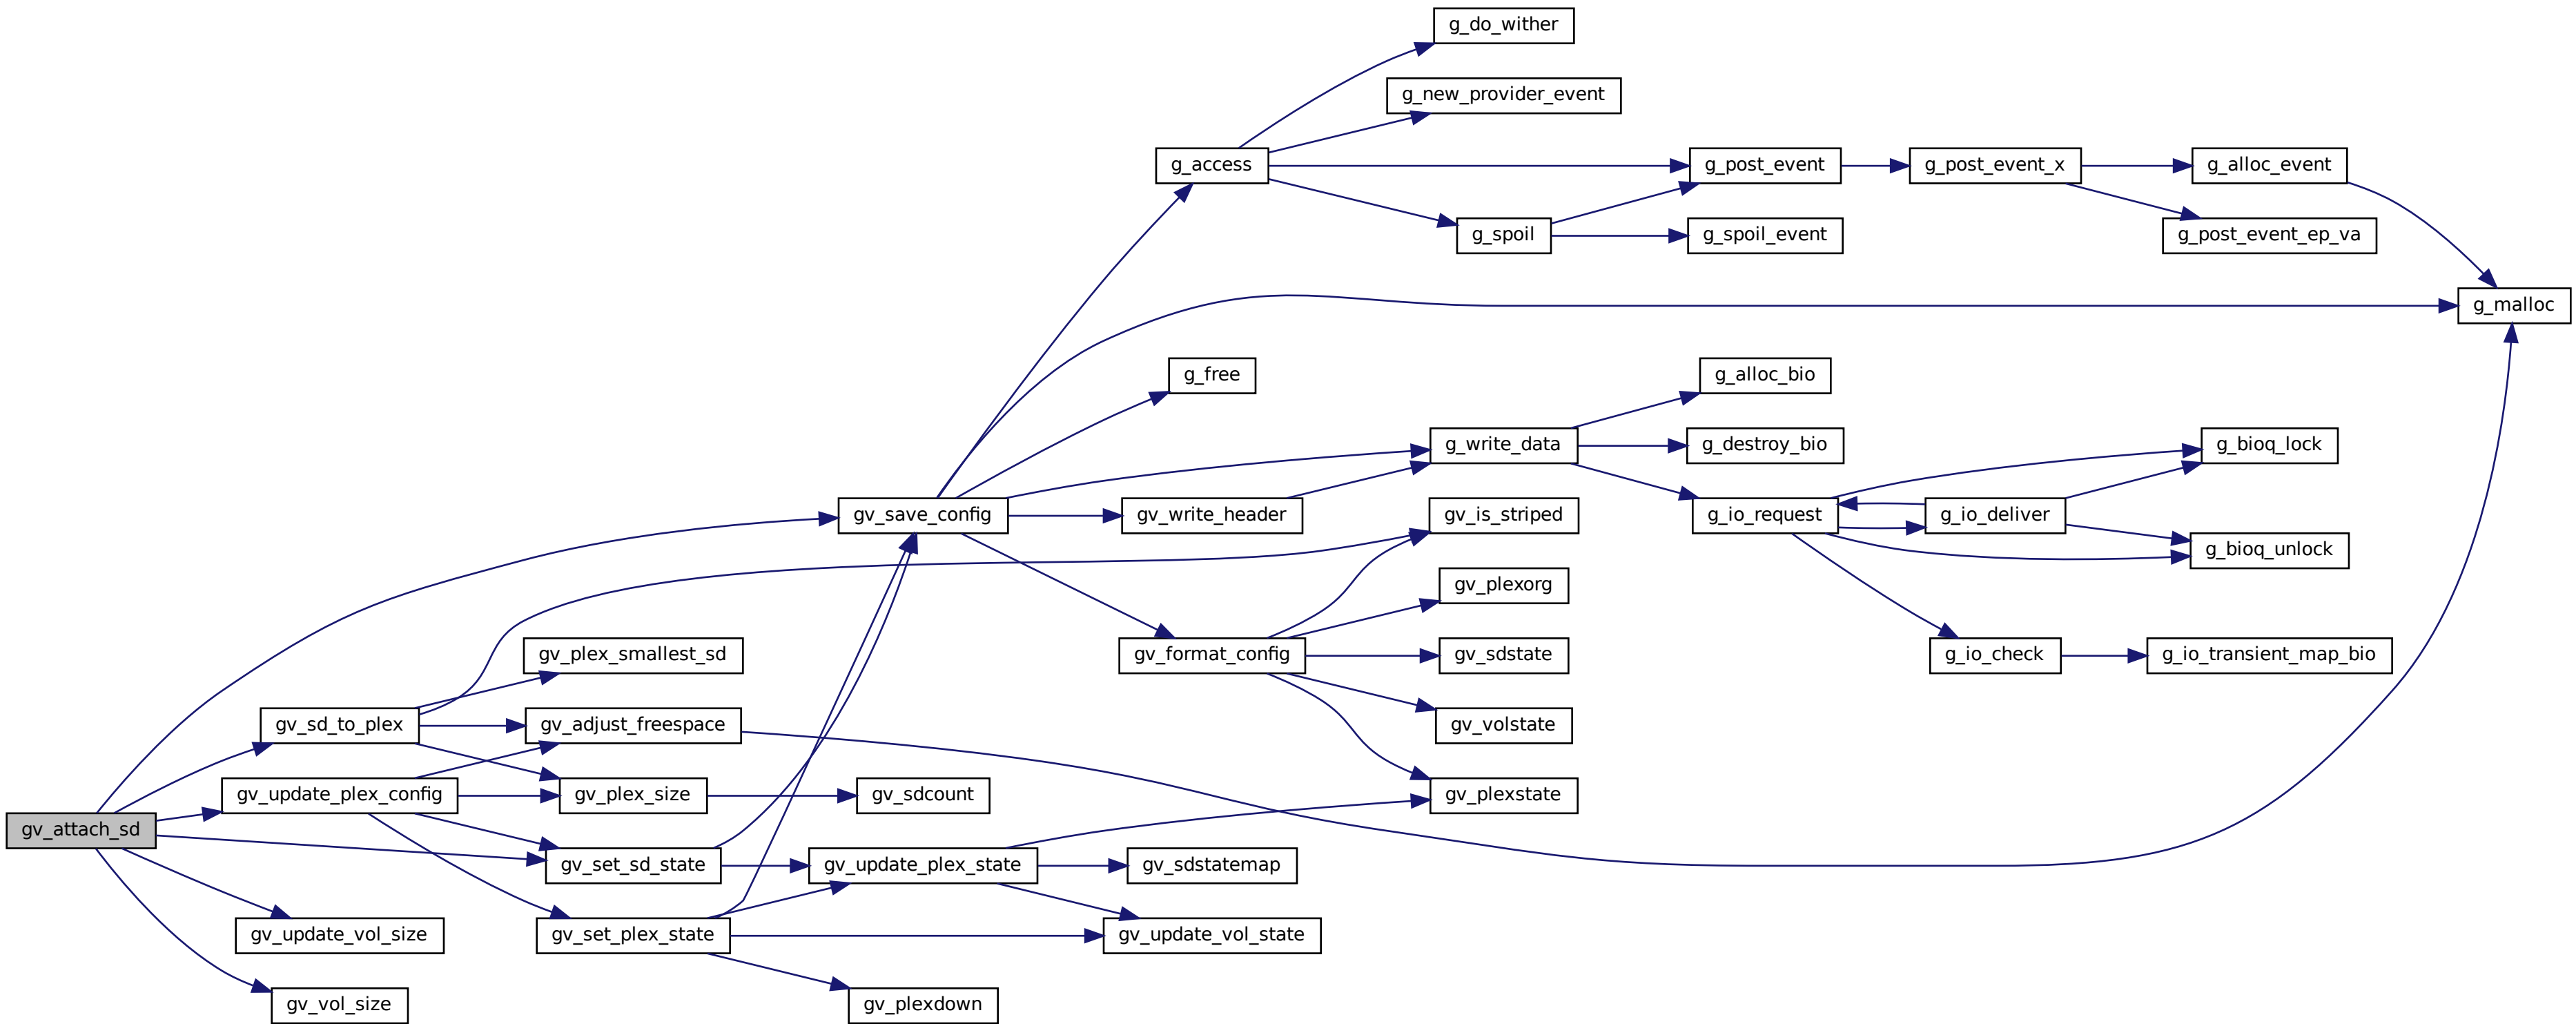 g_do_wither
g_new_provider_event
g_access
g_post_event
g_post_event_x
g_alloc_event
g_spoil
g_spoil_event
g_post_event_ep_va
g_malloc
g_free
g_alloc_bio
g_write_data
g_destroy_bio
g_bioq_lock
gv_save_config
gv_write_header
gv_is_striped
g_io_request
g_io_deliver
g_bioq_unlock
gv_plexorg
gv_plex_smallest_sd
gv_format_config
gv_sdstate
g_io_check
g_io_transient_map_bio
gv_sd_to_plex
gv_adjust_freespace
gv_volstate
gv_update_plex_config
gv_plex_size
gv_sdcount
gv_plexstate
gv_attach_sd
gv_set_sd_state
gv_update_plex_state
gv_sdstatemap
gv_update_vol_size
gv_set_plex_state
gv_update_vol_state
gv_vol_size
gv_plexdown